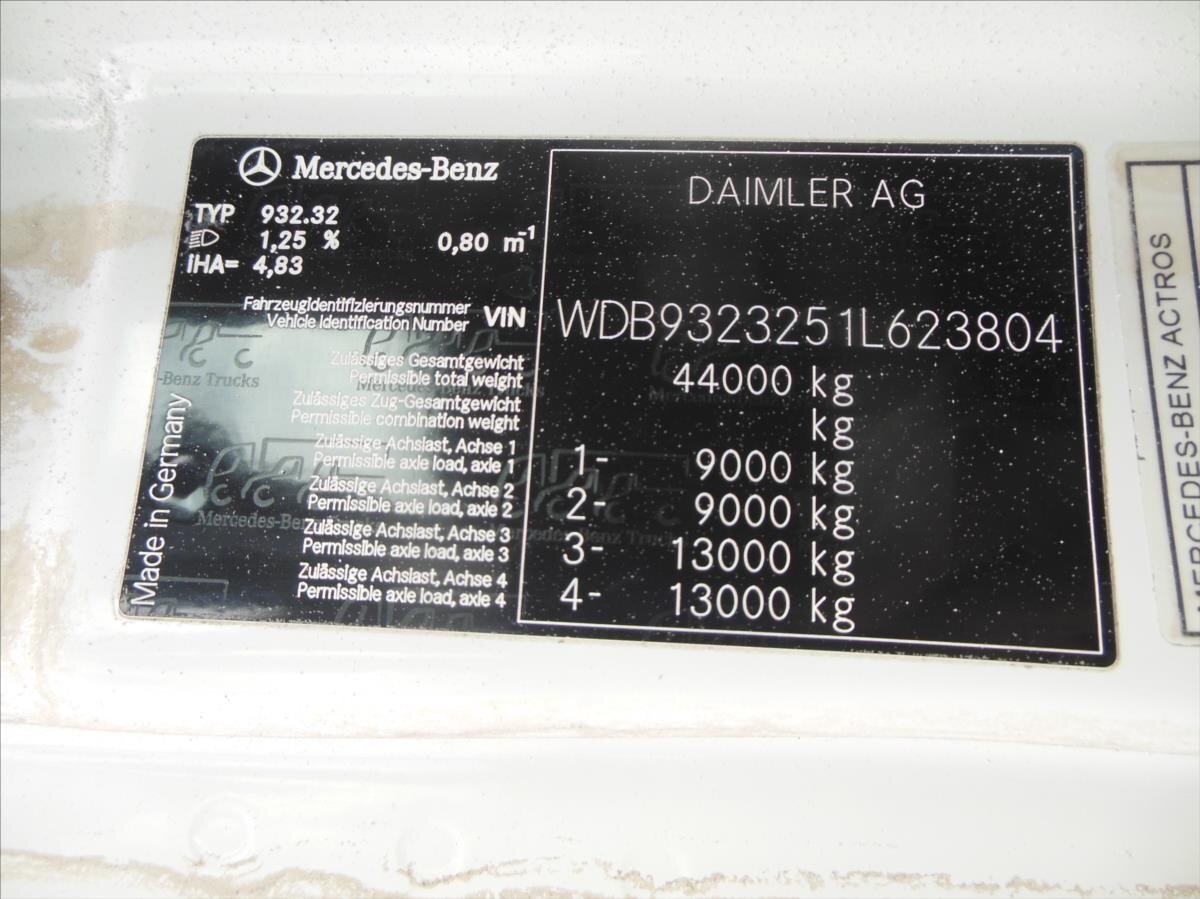 Mercedes-Benz
DAIMLER AG
TYP 932.32
1,25 % 0,80 m⁻¹
iHA= 4,83
Fahrzeugidentifizierungsnummer
Vehicle Identification Number VIN WDB9323251L623804
Zulässiges Gesamtgewicht
Permissible total weight 44000 kg
Zulässiges Zug-Gesamtgewicht
Permissible combination weight kg
Zulässige Achslast, Achse 1
Permissible axle load, axle 1 1- 9000 kg
Zulässige Achslast, Achse 2
Permissible axle load, axle 2 2- 9000 kg
Zulässige Achslast, Achse 3
Permissible axle load, axle 3 3- 13000 kg
Zulässige Achslast, Achse 4
Permissible axle load, axle 4 4- 13000 kg
Made in Germany
-Benz Trucks
Mercedes-Benz
MERCEDES-BENZ ACTROS